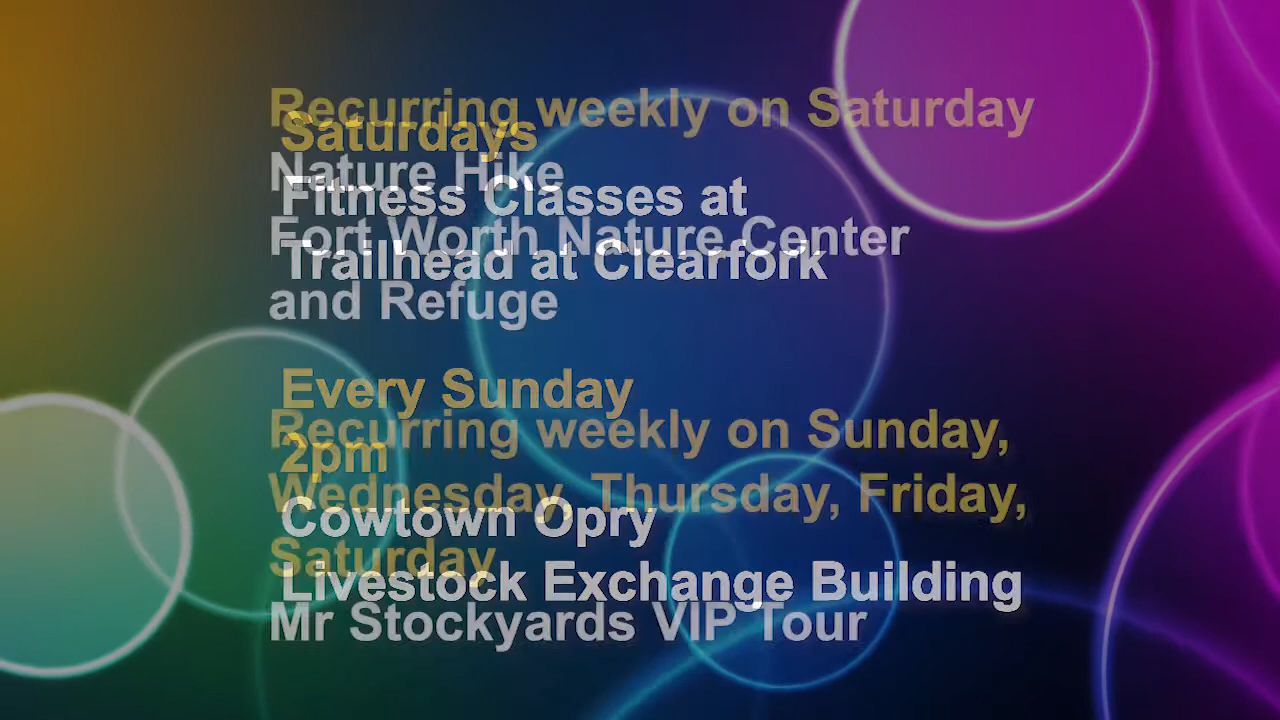 Recurring weekly on Saturday
Saturdays
Nature Hike
Fitness Classes at
Fort Worth Nature Center
Trailhead at Clearfork
and Refuge
Every Sunday
Recurring weekly on Sunday,
2pm
Wednesday, Thursday, Friday,
Cowtown Opry
Saturday
Livestock Exchange Building
Mr Stockyards VIP Tour